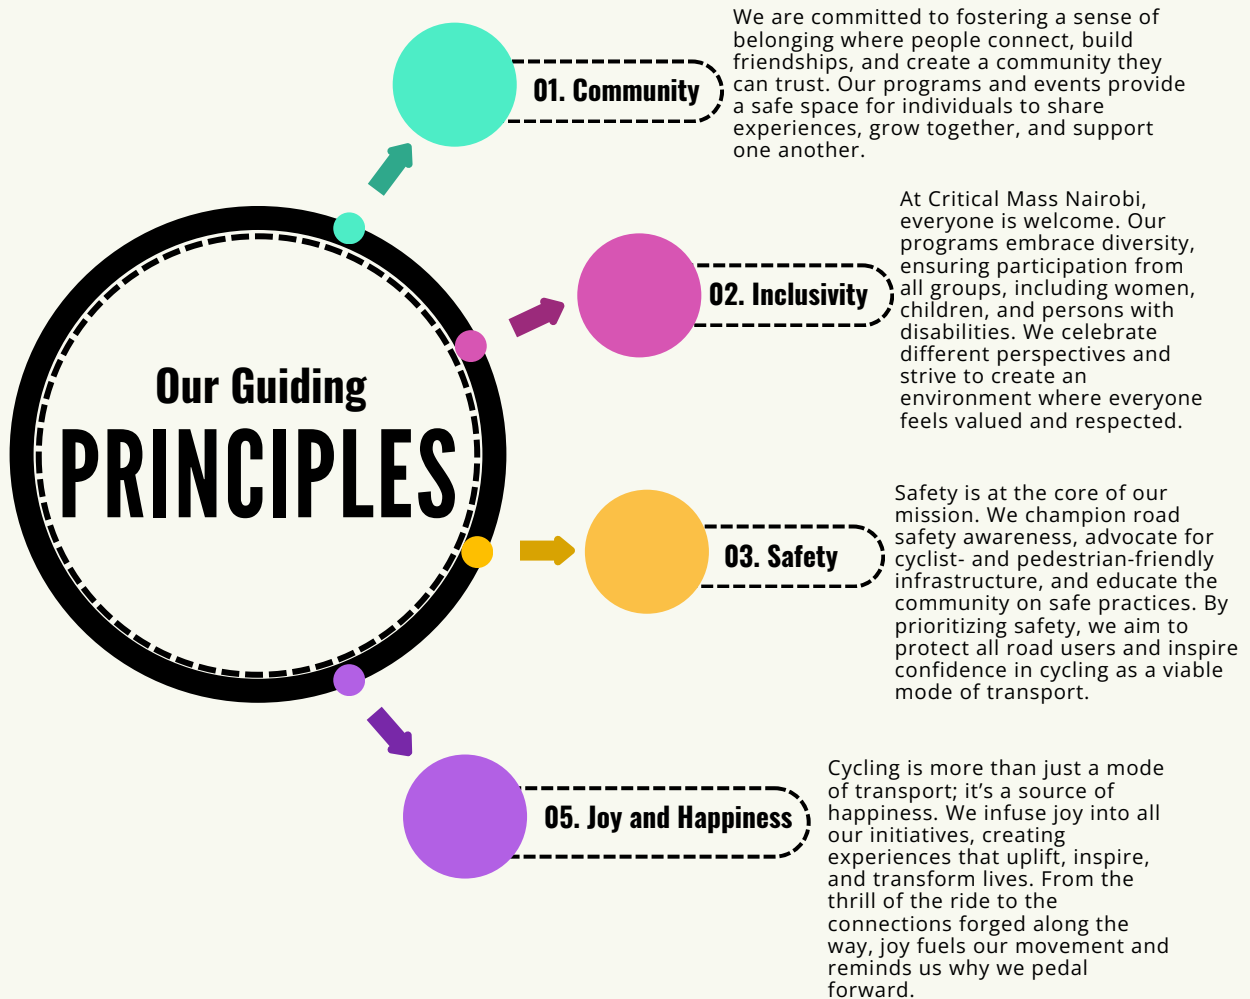 Our Guiding
PRINCIPLES
01. Community
We are committed to fostering a sense of
belonging where people connect, build
friendships, and create a community they
can trust. Our programs and events provide
a safe space for individuals to share
experiences, grow together, and support
one another.
02. Inclusivity
At Critical Mass Nairobi,
everyone is welcome. Our
programs embrace diversity,
ensuring participation from
all groups, including women,
children, and persons with
disabilities. We celebrate
different perspectives and
strive to create an
environment where everyone
feels valued and respected.
03. Safety
Safety is at the core of our
mission. We champion road
safety awareness, advocate for
cyclist- and pedestrian-friendly
infrastructure, and educate the
community on safe practices. By
prioritizing safety, we aim to
protect all road users and inspire
confidence in cycling as a viable
mode of transport.
05. Joy and Happiness
Cycling is more than just a mode
of transport; it’s a source of
happiness. We infuse joy into all
our initiatives, creating
experiences that uplift, inspire,
and transform lives. From the
thrill of the ride to the
connections forged along the
way, joy fuels our movement and
reminds us why we pedal
forward.